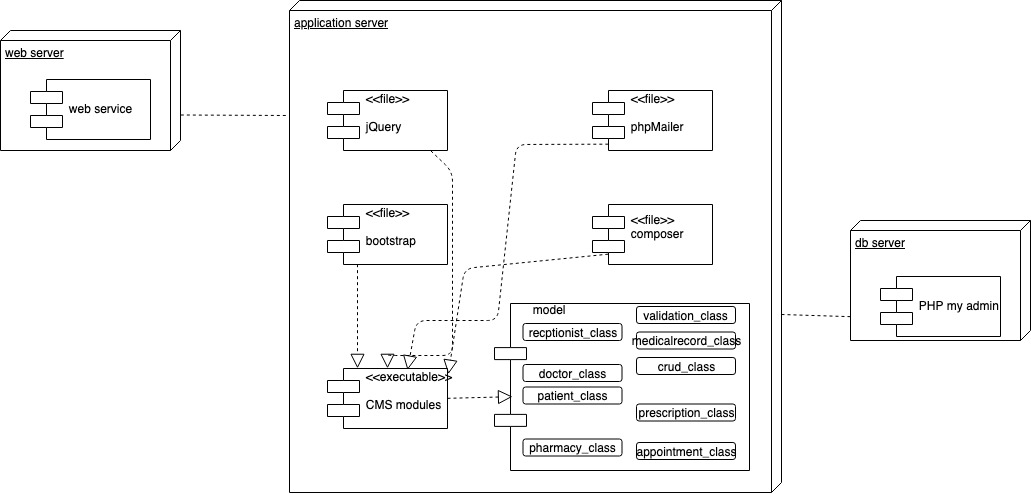 application server
web server
web service
<<file>>
jQuery
<<file>>
phpMailer
<<file>>
bootstrap
<<file>>
composer
db server
PHP my admin
model
validation_class
recptionist_class
medicalrecord_class
crud_class
doctor_class
patient_class
prescription_class
pharmacy_class
appointment_class
<<executable>>
CMS modules